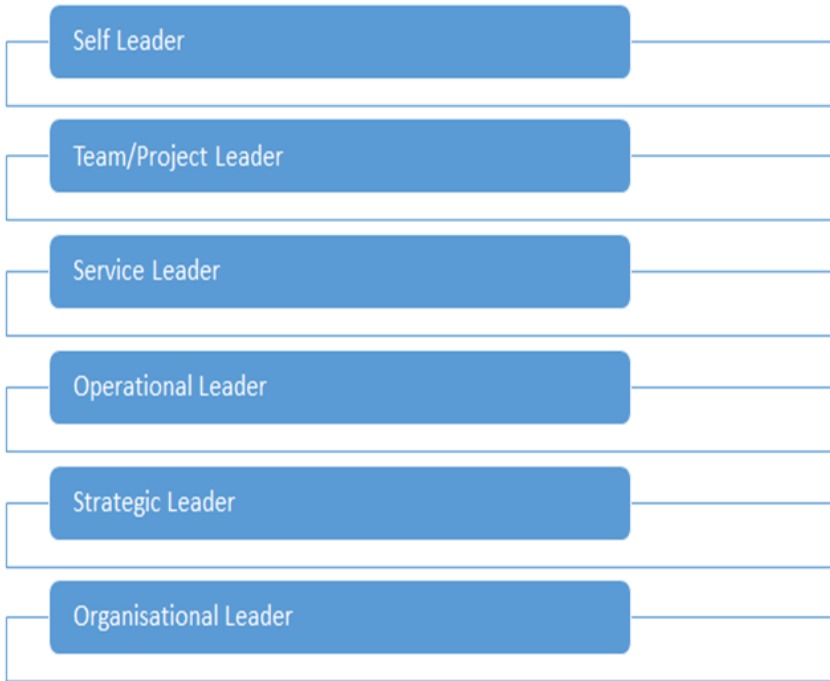 Self Leader
Team/Project Leader
Service Leader
Operational Leader
Strategic Leader
Organisational Leader